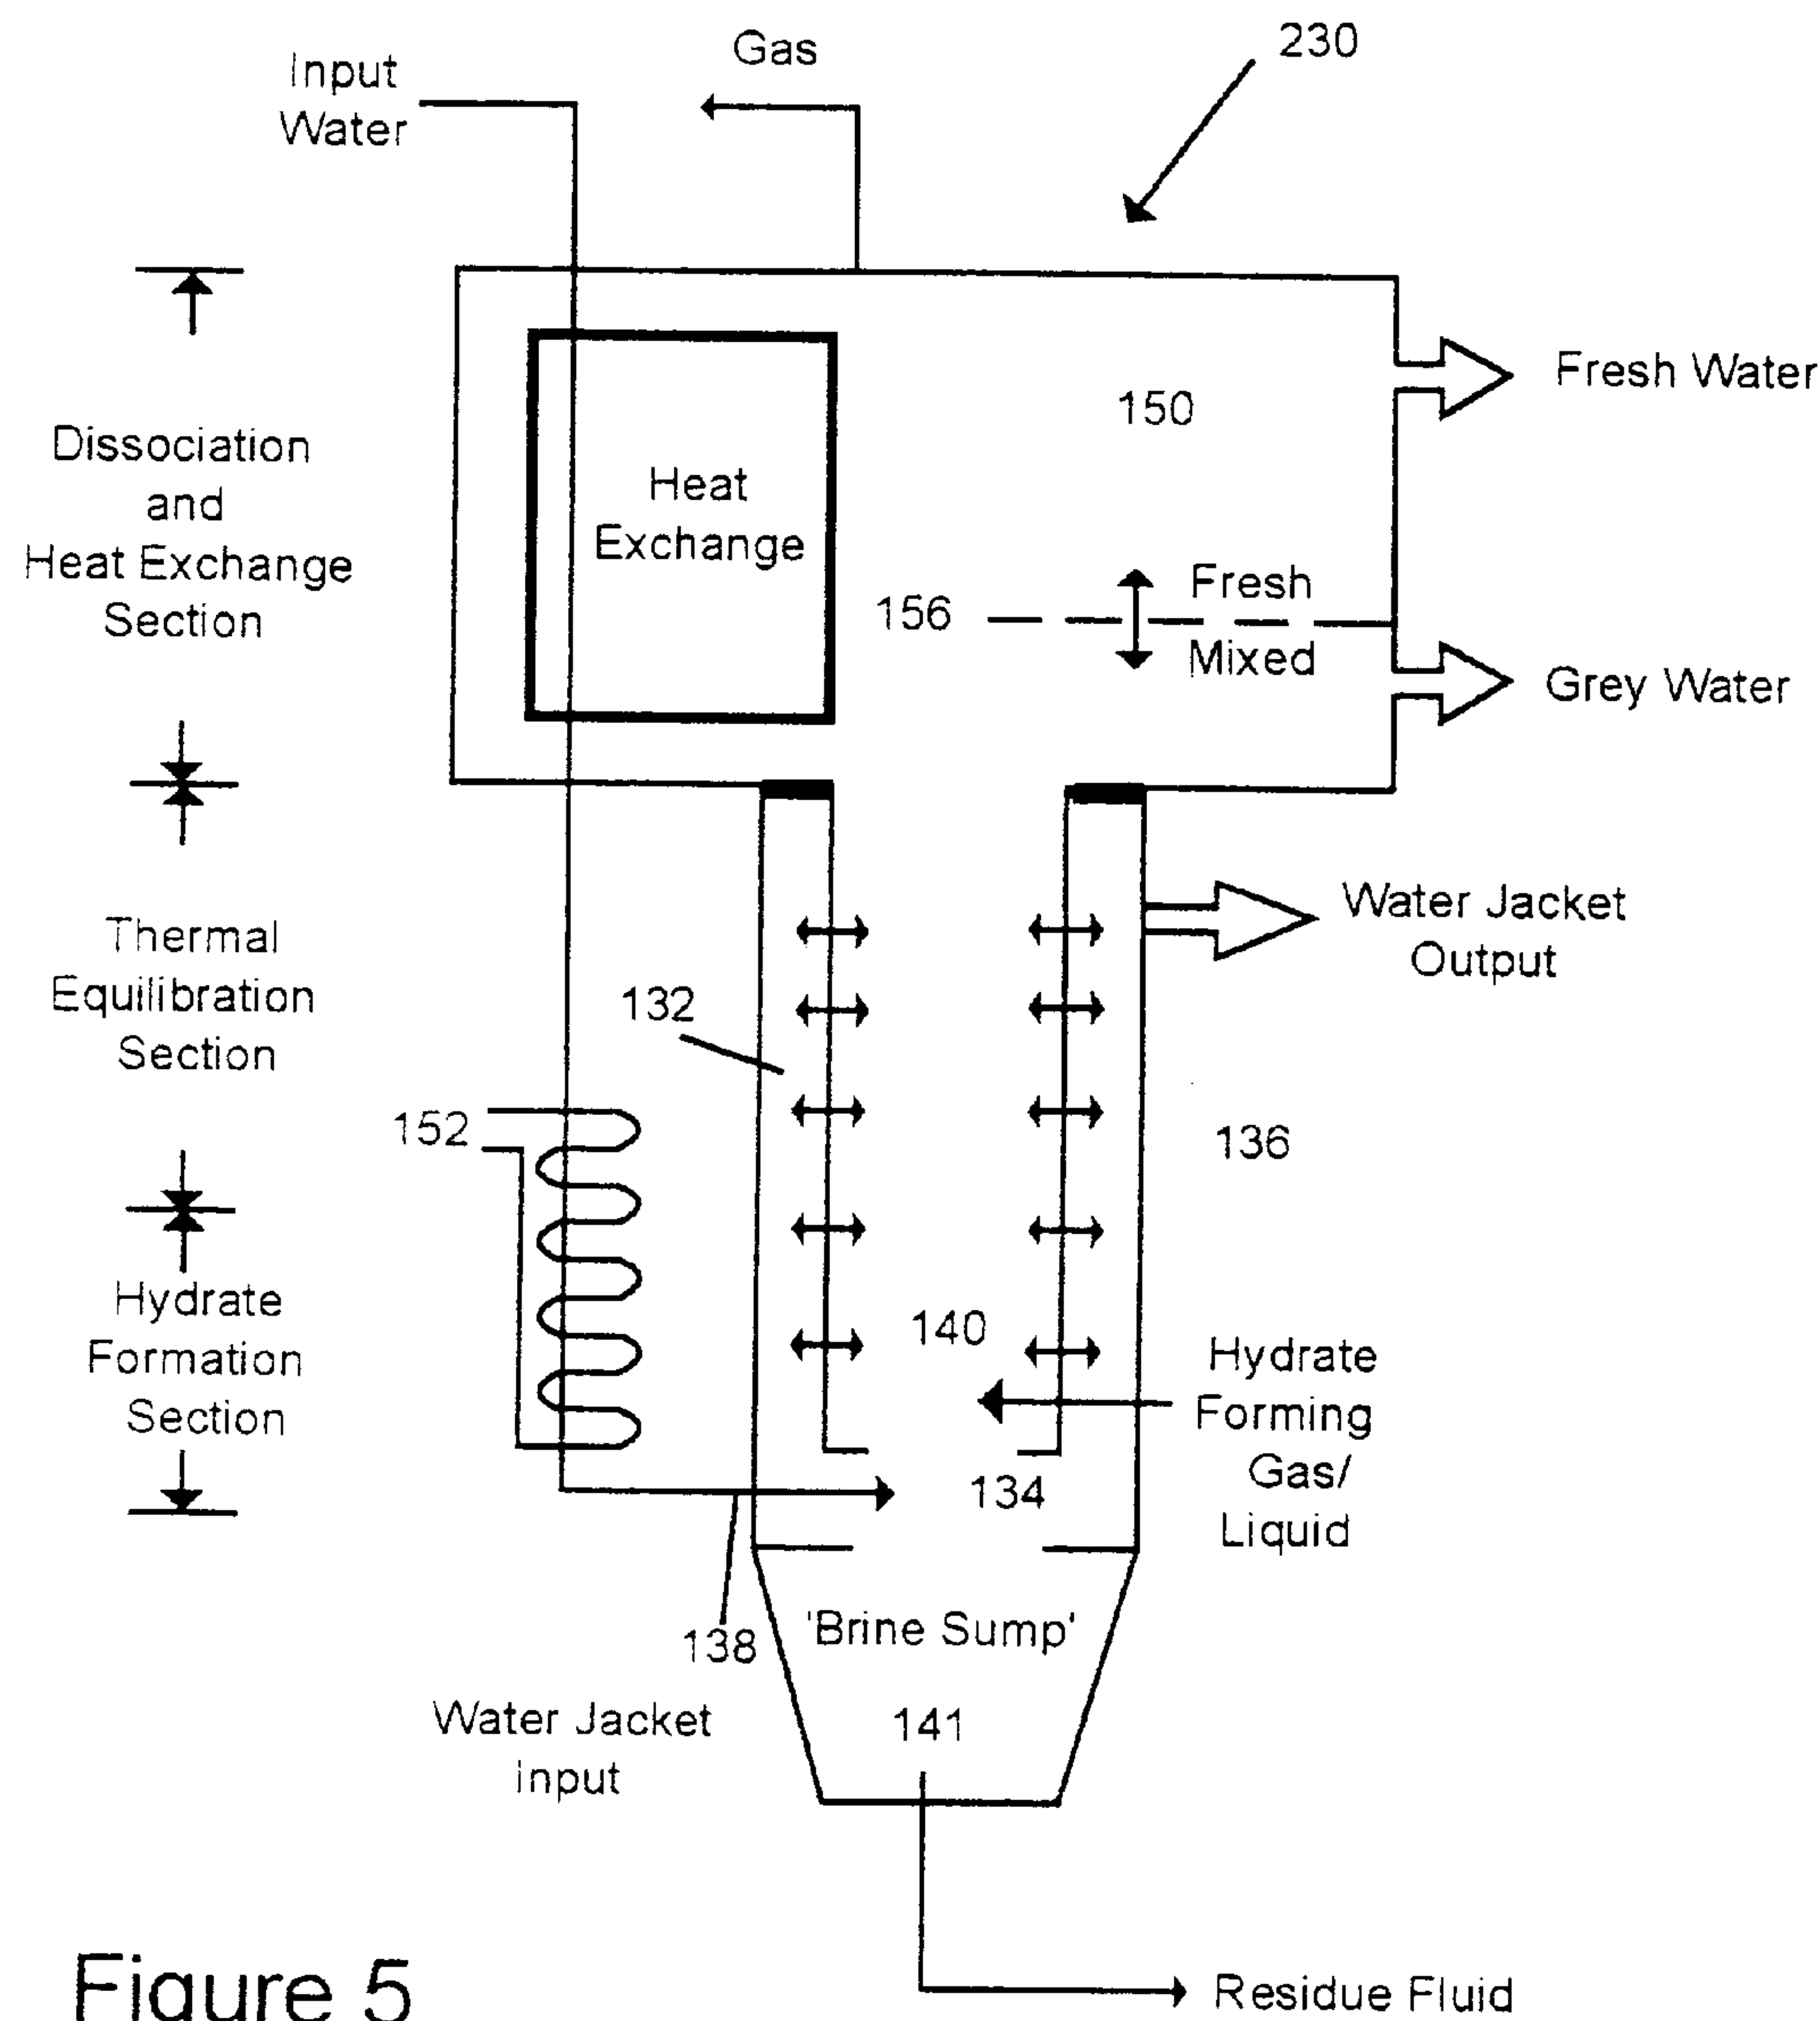 Input
Water
Gas
230
Fresh Water
150
Dissociation
and
Heat Exchange
Section
Heat
Exchange
156
Fresh
Mixed
Grey Water
Thermal
Equilibration
Section
132
Water Jacket
Output
152
136
Hydrate
Formation
Section
140
Hydrate
Forming
Gas/
Liquid
134
138
'Brine Sump'
141
Water Jacket
input
Residue Fluid
Figure 5